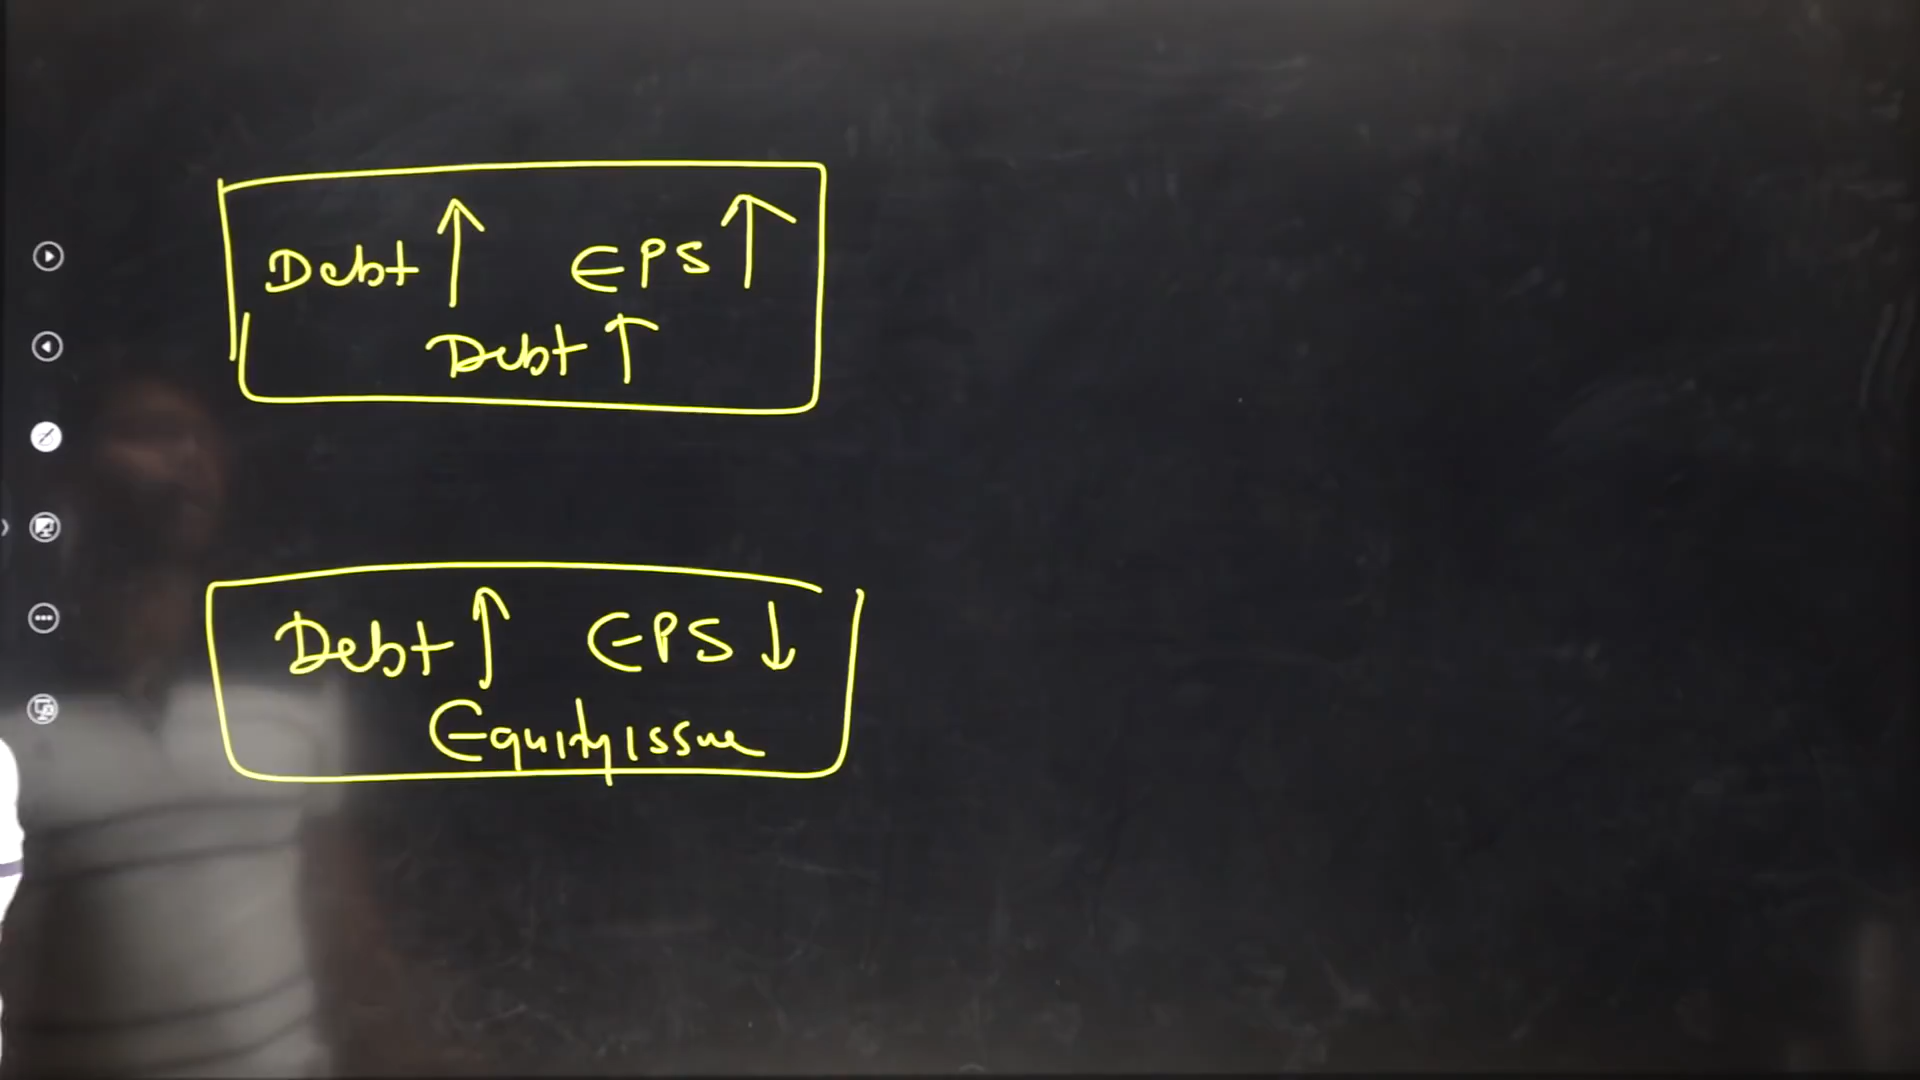 Debt ↑ EPS ↑
Debt ↑
Debt ↑ EPS ↓
Equity issue